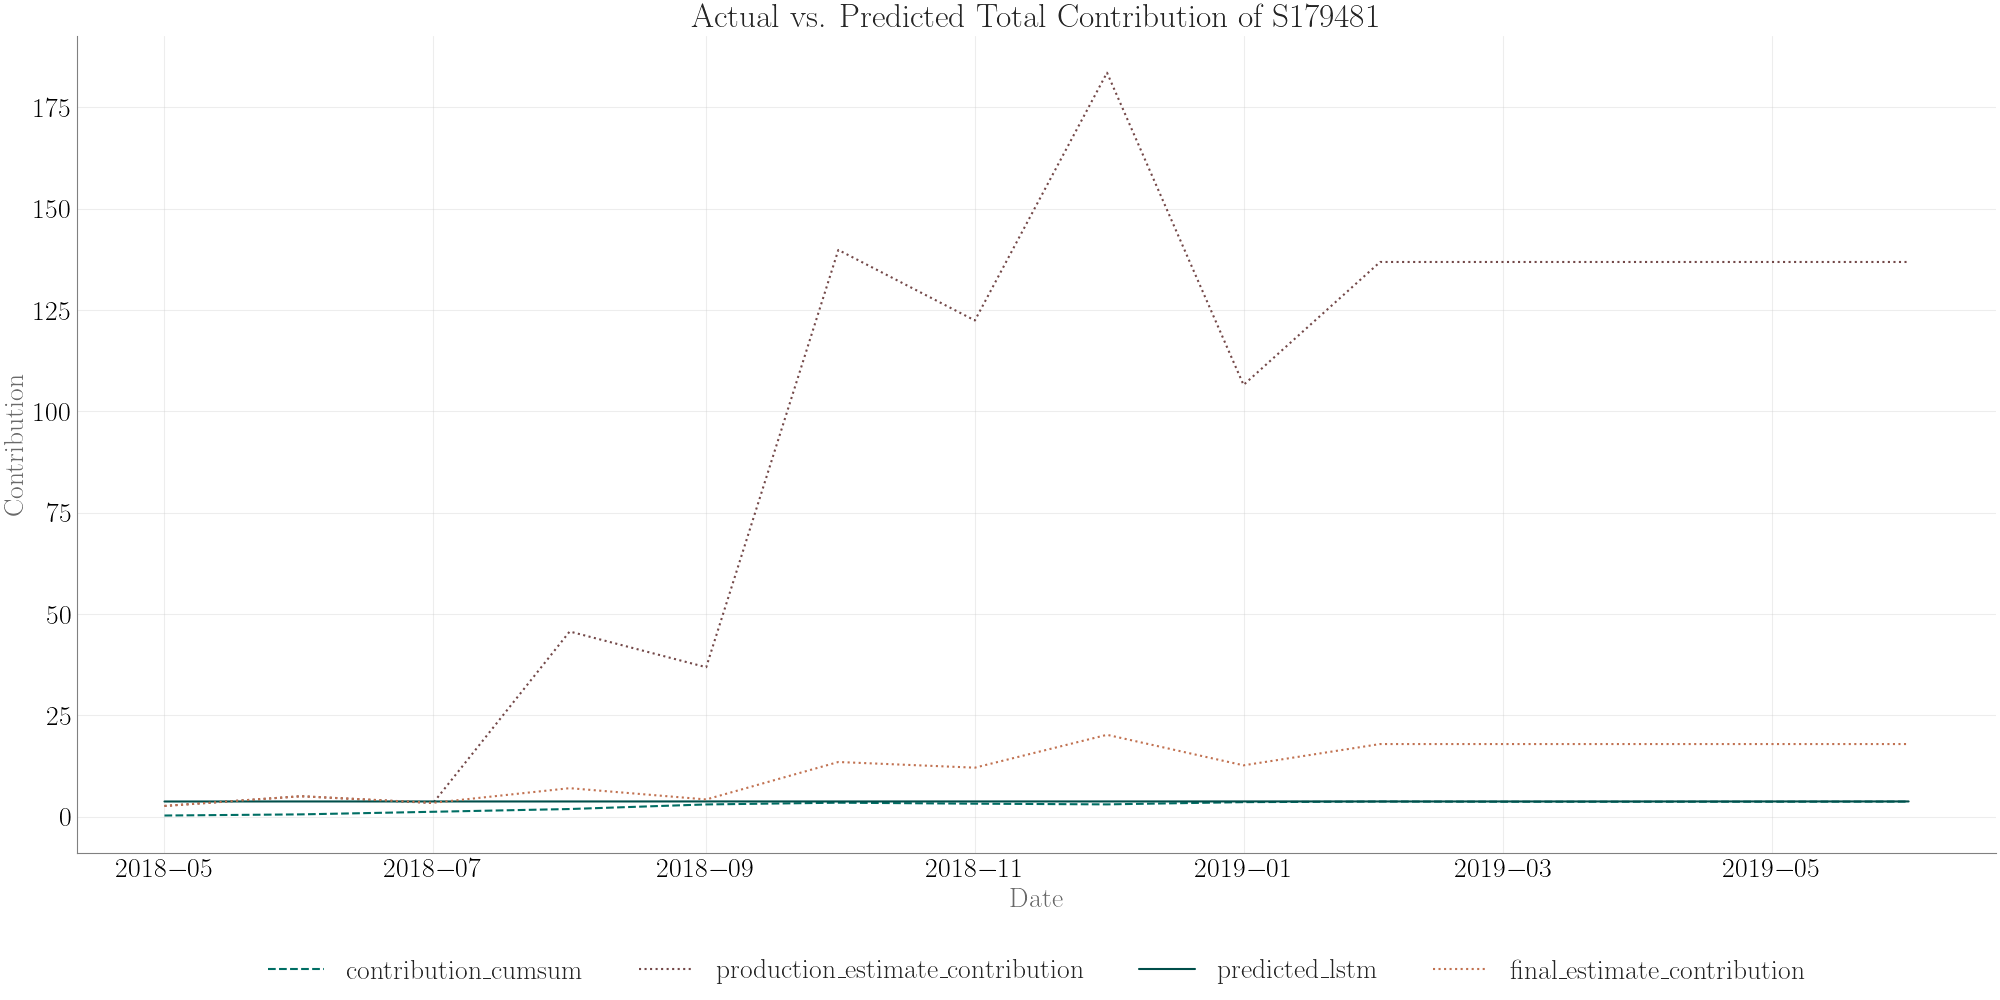 Actual vs. Predicted Total Contribution of S179481
Contribution
175
150
125
100
75
50
25
0
2018–05 2018–07 2018–09 2018–11 2019–01 2019–03 2019–05
Date
contribution_cumsum production_estimate_contribution predicted_lstm final_estimate_contribution